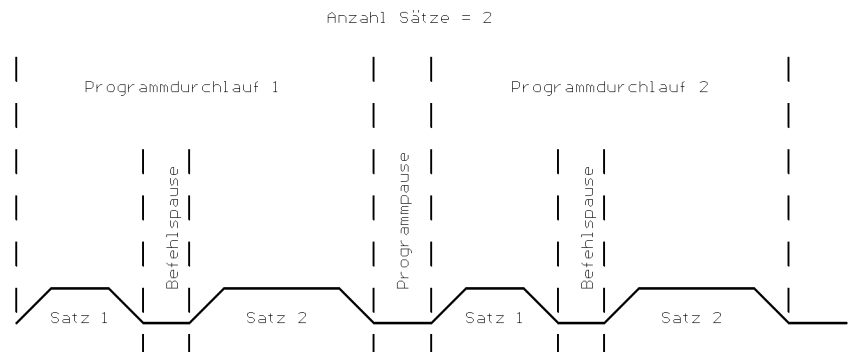 Anzahl Sätze = 2
Programmdurchlauf 1
Programmdurchlauf 2
Befehlspause
Programmpause
Befehlspause
Satz 1
Satz 2
Satz 1
Satz 2